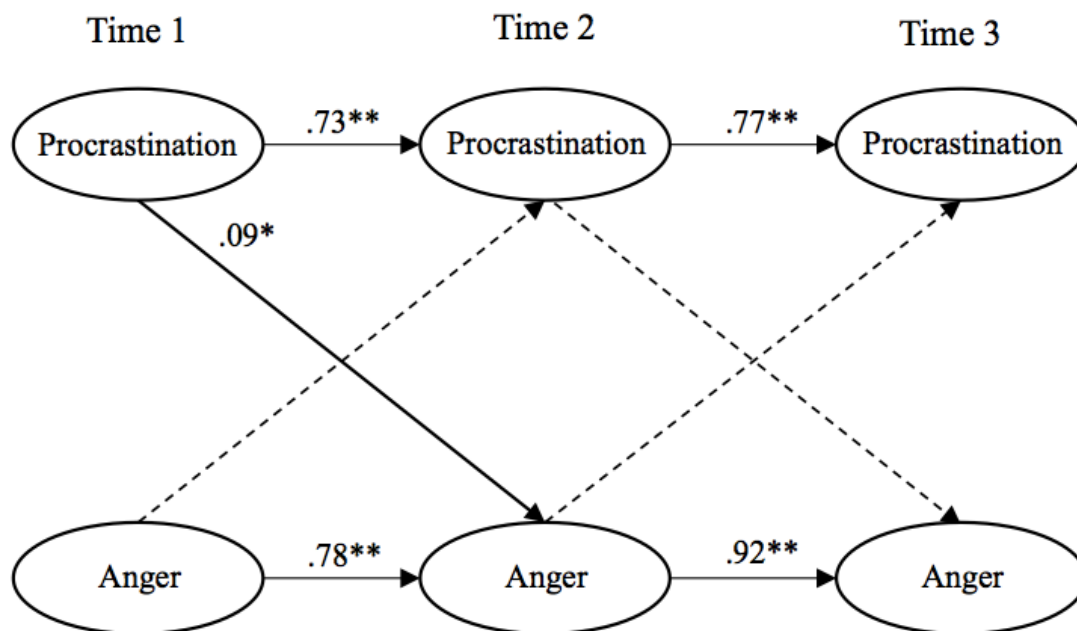 Time 1
Time 2
Time 3
Procrastination
.73**
Procrastination
.77**
Procrastination
.09*
Anger
.78**
Anger
.92**
Anger